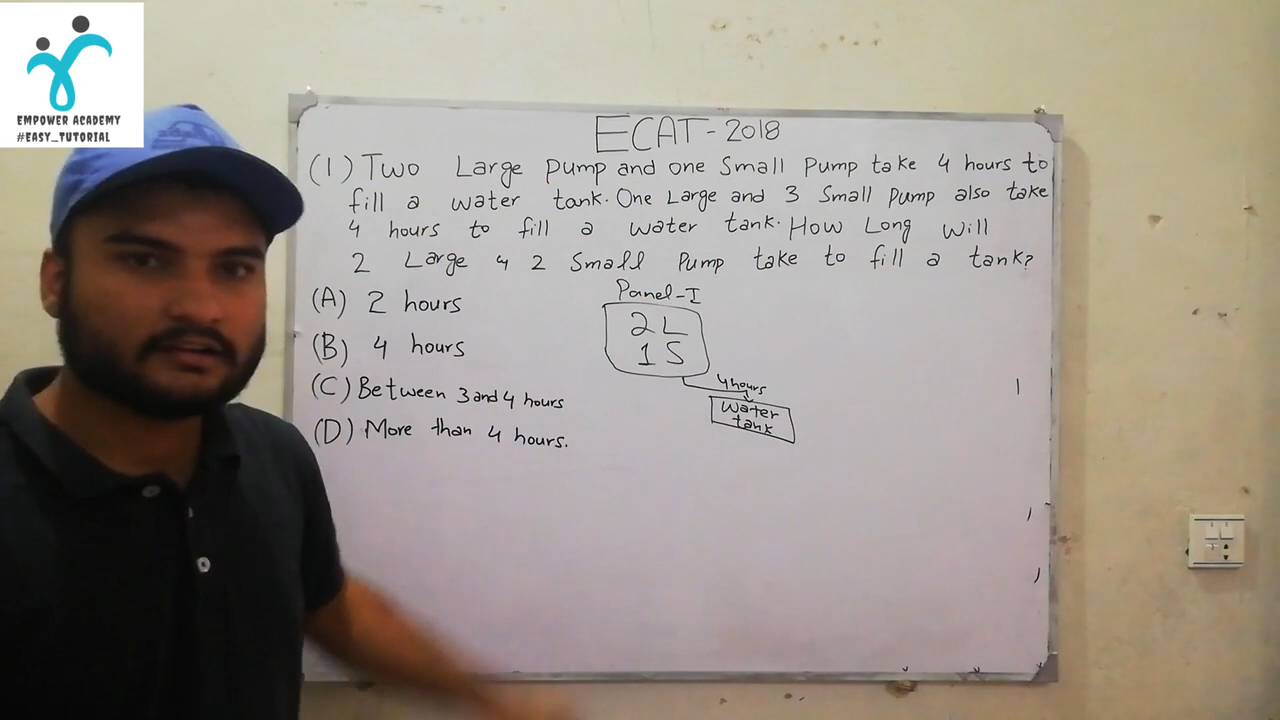 EMPOWER ACADEMY
#EASY_TUTORIAL
ECAT-2018
(1) Two Large Pump and one Small Pump take 4 hours to
fill a water tank. One Large and 3 Small Pump also take
4 hours to fill a water tank. How Long Will
2 Large & 2 Small Pump take to fill a tank?
(A) 2 hours
(B) 4 hours
(C) Between 3 and 4 hours
(D) More than 4 hours.
Panel-I
2 L
1 S
4 hours
Water
tank